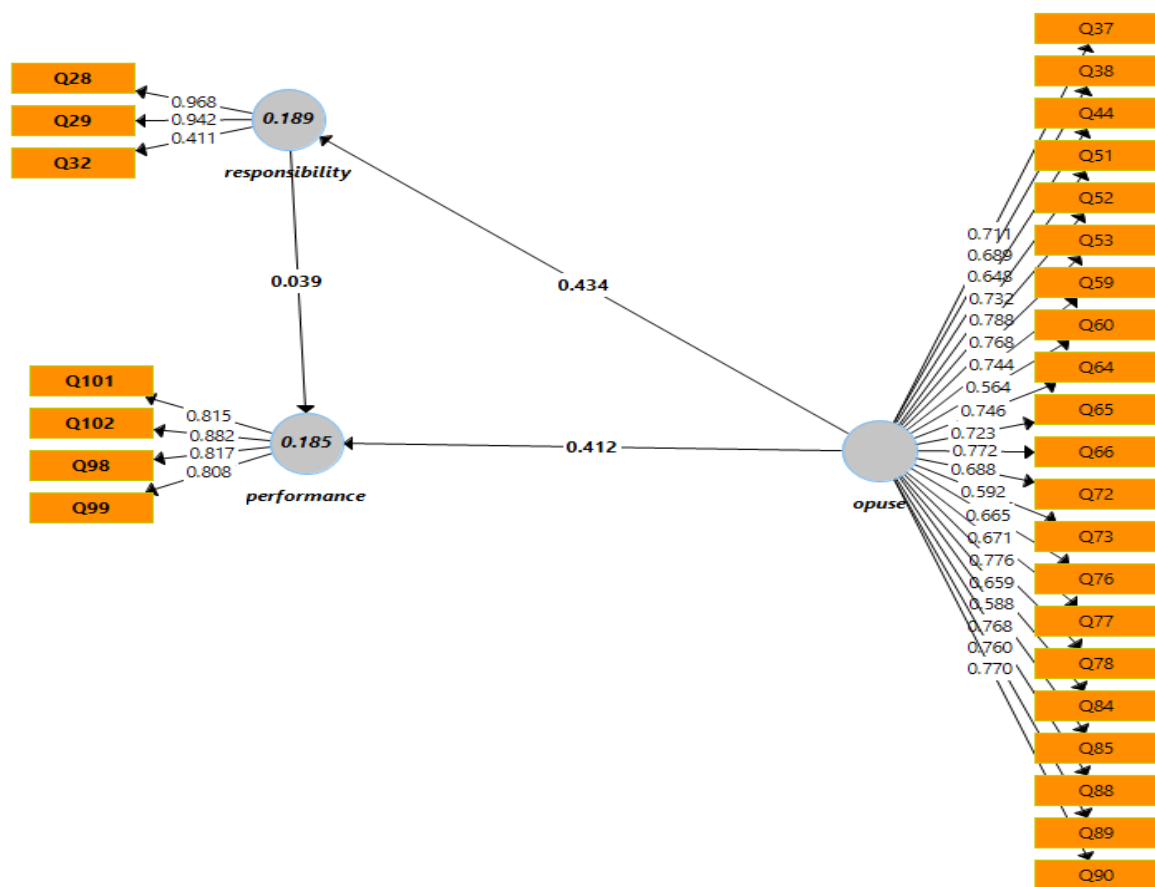 Q28
Q29
Q32
0.968
0.942
0.411
0.189
responsibility
0.039
0.434
Q101
Q102
Q98
Q99
0.815
0.882
0.817
0.808
0.185
performance
0.412
opuse
0.711
0.689
0.648
0.732
0.788
0.768
0.744
0.564
0.746
0.723
0.772
0.688
0.592
0.665
0.671
0.776
0.659
0.588
0.768
0.760
0.770
Q37
Q38
Q44
Q51
Q52
Q53
Q59
Q60
Q64
Q65
Q66
Q72
Q73
Q76
Q77
Q78
Q84
Q85
Q88
Q89
Q90